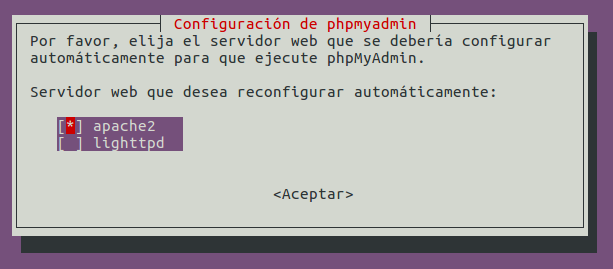 Configuración de phpmyadmin
Por favor, elija el servidor web que se debería configurar
automáticamente para que ejecute phpMyAdmin.
Servidor web que desea reconfigurar automáticamente:
[*] apache2
[ ] lighttpd
<Aceptar>